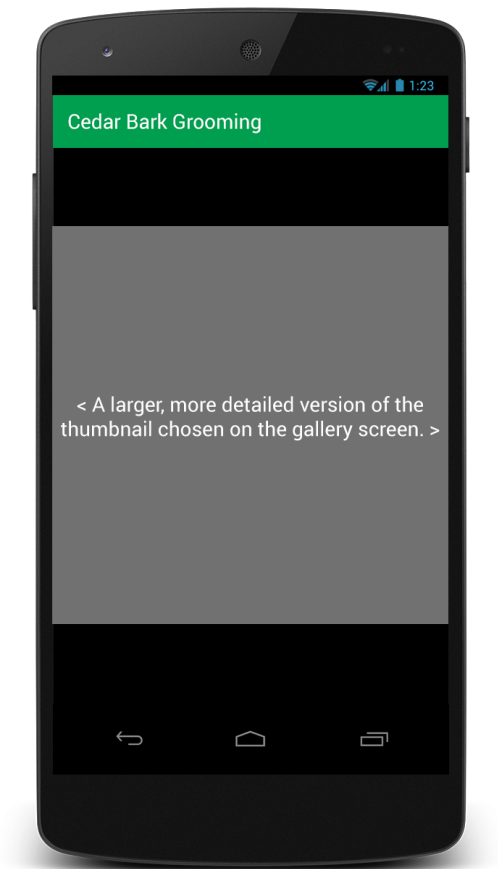 1:23
Cedar Bark Grooming
< A larger, more detailed version of the
thumbnail chosen on the gallery screen. >